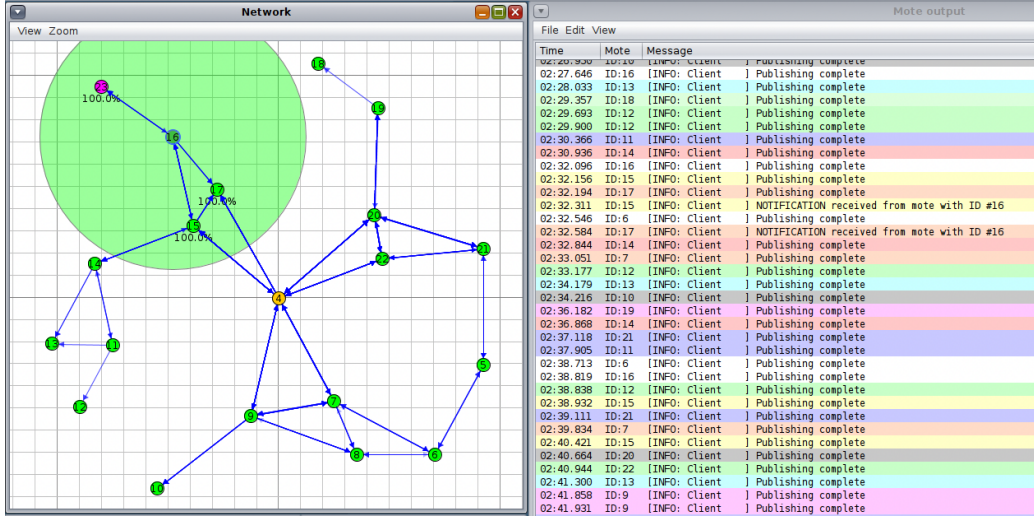 Network
View Zoom
18
23
100.0%
19
16
17
100.0%
15
100.0%
20
21
14
22
4
13
11
5
12
7
9
8
6
10
Mote output
File Edit View
Time Mote Message
02:26.950 ID:10 [INFO: Client ] Publishing complete
02:27.646 ID:16 [INFO: Client ] Publishing complete
02:28.033 ID:13 [INFO: Client ] Publishing complete
02:29.357 ID:18 [INFO: Client ] Publishing complete
02:29.693 ID:12 [INFO: Client ] Publishing complete
02:29.900 ID:12 [INFO: Client ] Publishing complete
02:30.366 ID:11 [INFO: Client ] Publishing complete
02:30.936 ID:14 [INFO: Client ] Publishing complete
02:32.096 ID:16 [INFO: Client ] Publishing complete
02:32.156 ID:15 [INFO: Client ] Publishing complete
02:32.194 ID:17 [INFO: Client ] Publishing complete
02:32.311 ID:15 [INFO: Client ] NOTIFICATION received from mote with ID #16
02:32.546 ID:6 [INFO: Client ] Publishing complete
02:32.584 ID:17 [INFO: Client ] NOTIFICATION received from mote with ID #16
02:32.844 ID:14 [INFO: Client ] Publishing complete
02:33.051 ID:7 [INFO: Client ] Publishing complete
02:33.177 ID:12 [INFO: Client ] Publishing complete
02:34.179 ID:13 [INFO: Client ] Publishing complete
02:34.216 ID:10 [INFO: Client ] Publishing complete
02:36.182 ID:19 [INFO: Client ] Publishing complete
02:36.868 ID:14 [INFO: Client ] Publishing complete
02:37.118 ID:21 [INFO: Client ] Publishing complete
02:37.905 ID:11 [INFO: Client ] Publishing complete
02:38.713 ID:6 [INFO: Client ] Publishing complete
02:38.819 ID:16 [INFO: Client ] Publishing complete
02:38.838 ID:12 [INFO: Client ] Publishing complete
02:38.932 ID:15 [INFO: Client ] Publishing complete
02:39.111 ID:21 [INFO: Client ] Publishing complete
02:39.834 ID:7 [INFO: Client ] Publishing complete
02:40.421 ID:15 [INFO: Client ] Publishing complete
02:40.664 ID:20 [INFO: Client ] Publishing complete
02:40.944 ID:22 [INFO: Client ] Publishing complete
02:41.300 ID:13 [INFO: Client ] Publishing complete
02:41.858 ID:9 [INFO: Client ] Publishing complete
02:41.931 ID:9 [INFO: Client ] Publishing complete